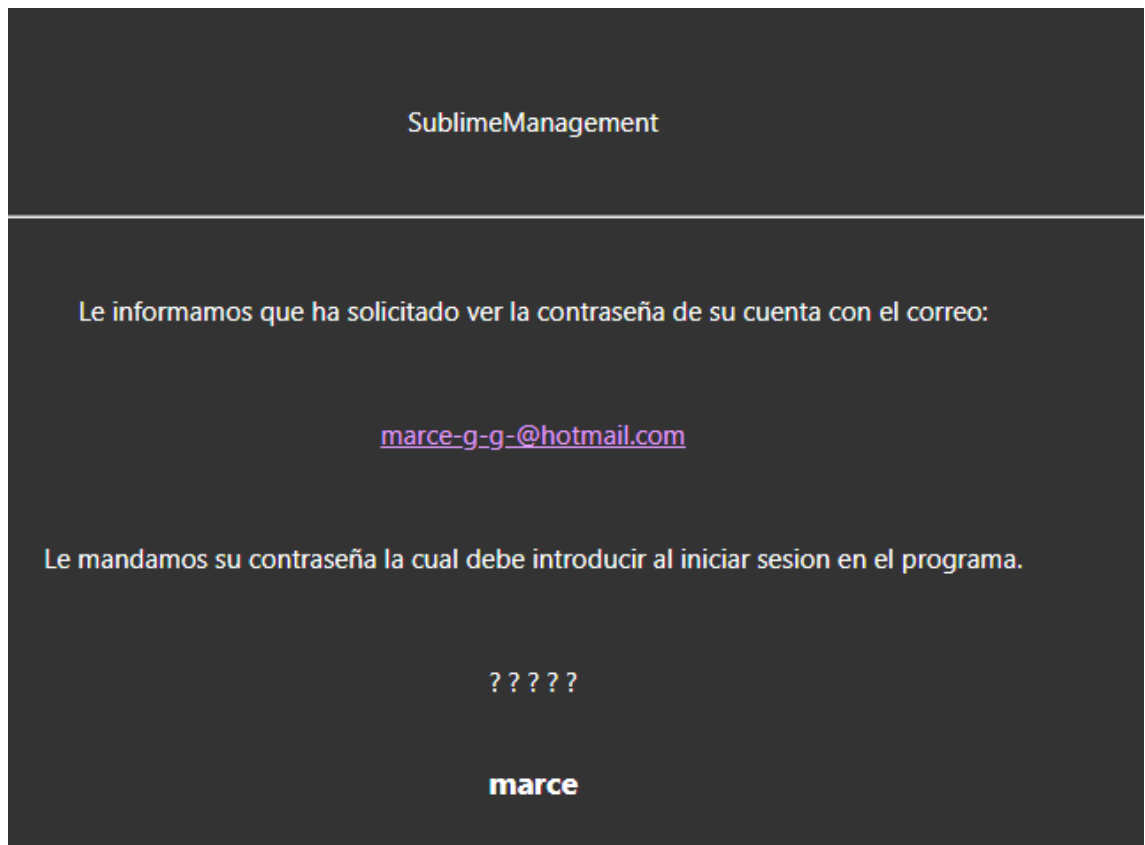 SublimeManagement
Le informamos que ha solicitado ver la contraseña de su cuenta con el correo:
marce-g-g-@hotmail.com
Le mandamos su contraseña la cual debe introducir al iniciar sesion en el programa.
? ? ? ? ?
marce